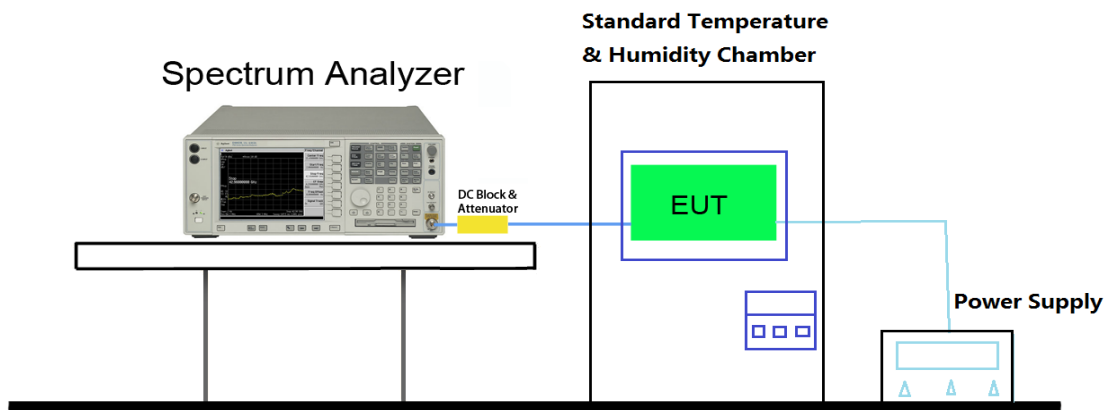 Standard Temperature
& Humidity Chamber
Spectrum Analyzer
DC Block &
Attenuator
EUT
Power Supply